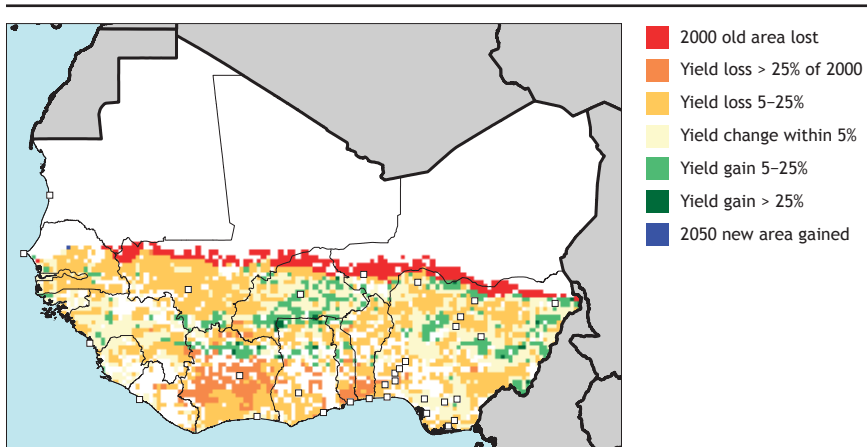 2000 old area lost
Yield loss > 25% of 2000
Yield loss 5–25%
Yield change within 5%
Yield gain 5–25%
Yield gain > 25%
2050 new area gained